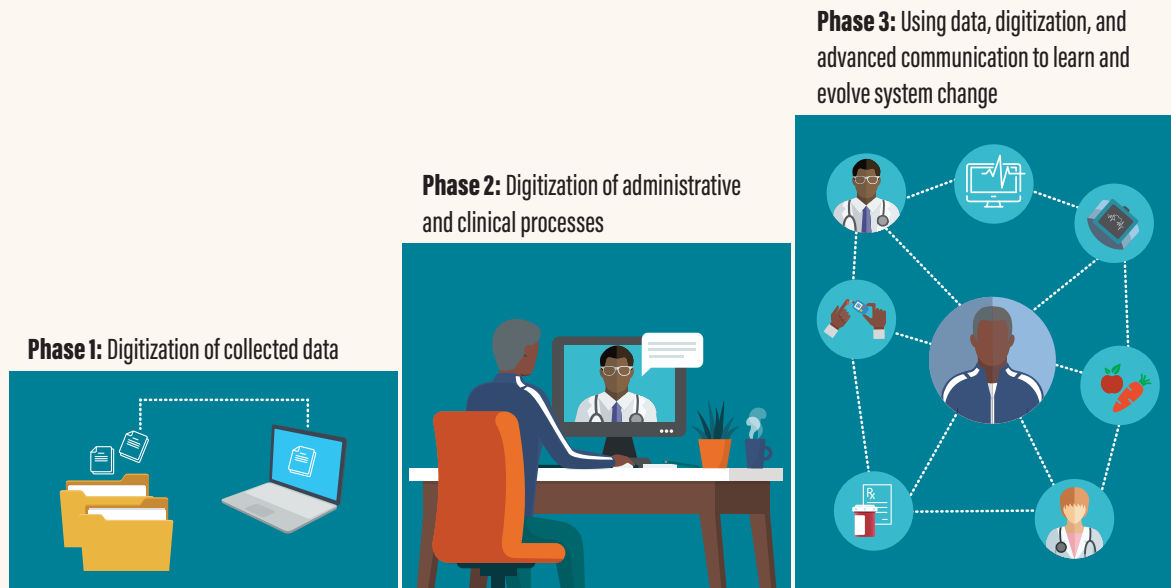 Phase 1: Digitization of collected data
Phase 2: Digitization of administrative
and clinical processes
Phase 3: Using data, digitization, and
advanced communication to learn and
evolve system change
Rx